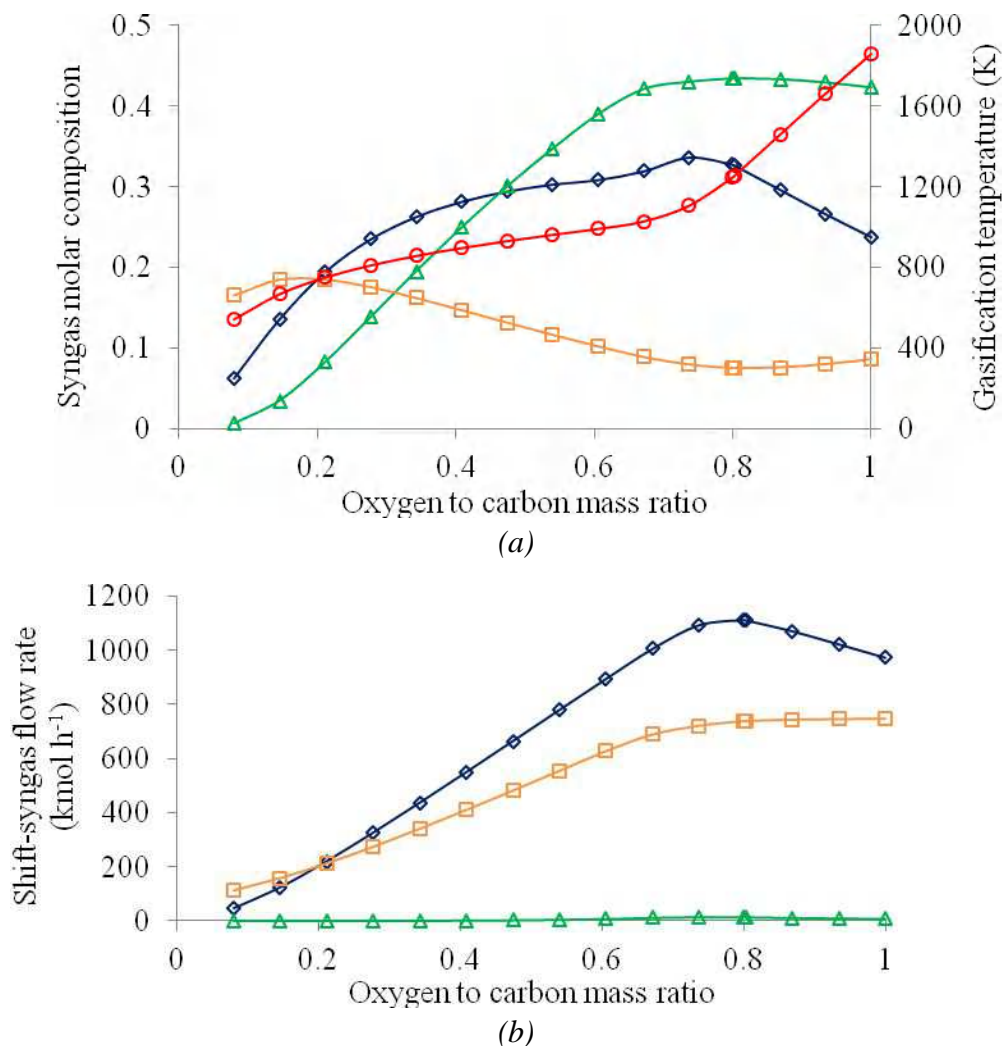 0.5
0.4
0.3
0.2
0.1
0
Syngas molar composition
2000
1600
1200
800
400
0
Gasification temperature (K)
0 0.2 0.4 0.6 0.8 1
Oxygen to carbon mass ratio
(a)
1200
1000
800
600
400
200
0
Shift-syngas flow rate
(kmol h⁻¹)
0 0.2 0.4 0.6 0.8 1
Oxygen to carbon mass ratio
(b)